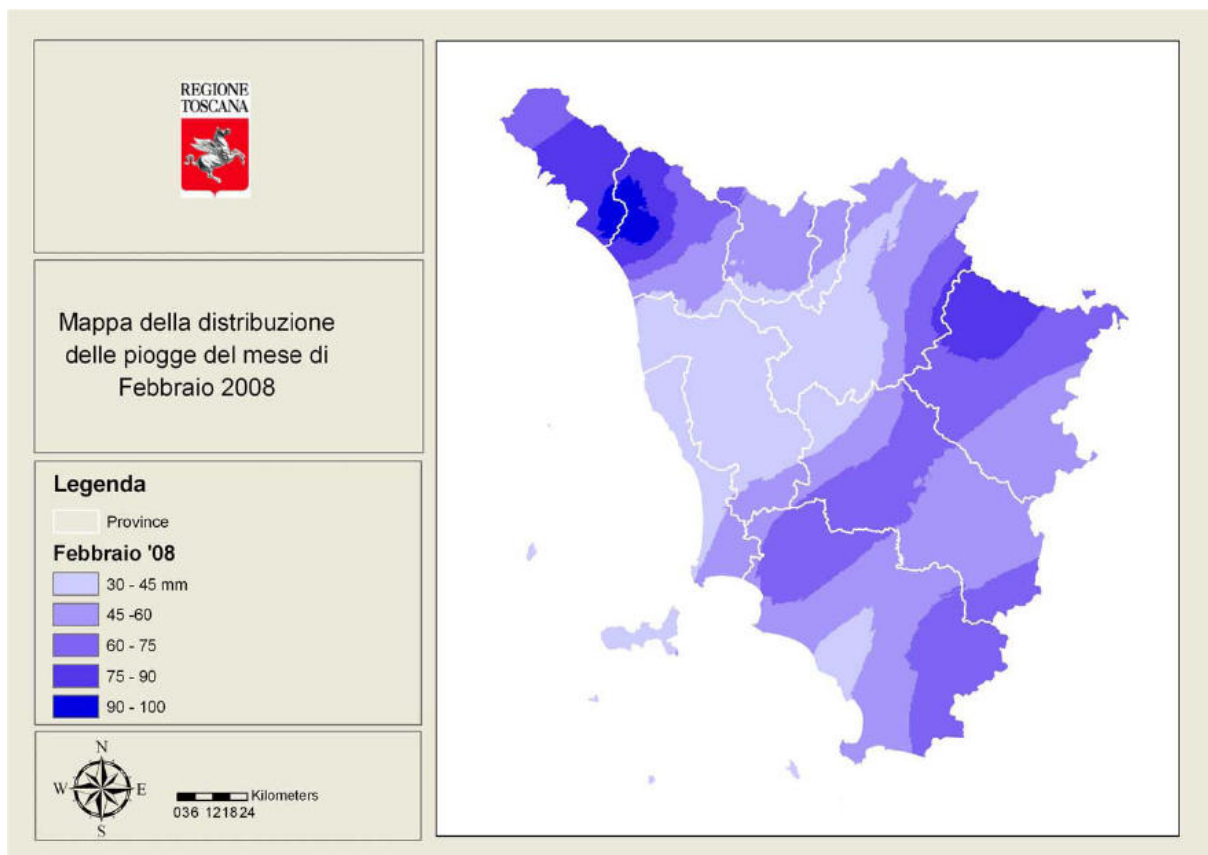 REGIONE
TOSCANA
Mappa della distribuzione
delle piogge del mese di
Febbraio 2008
Legenda
Province
Febbraio '08
30 - 45 mm
45 -60
60 - 75
75 - 90
90 - 100
N
W E
S
Kilometers
036 121824